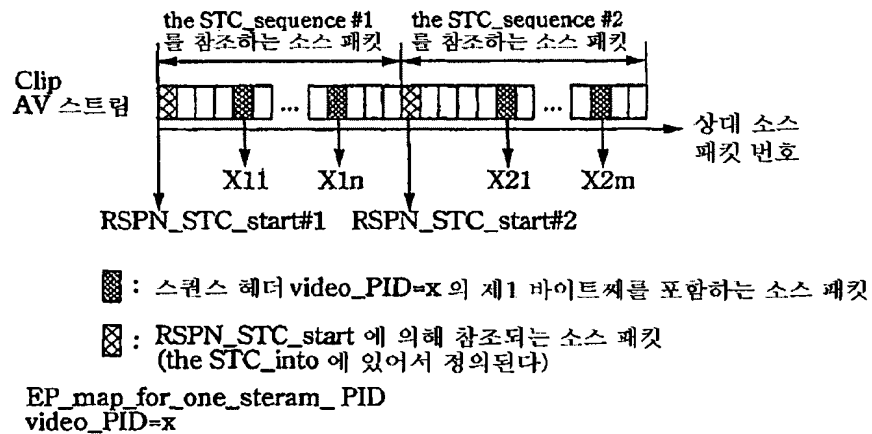 the STC_sequence #1
를 참조하는 소스 패킷
the STC_sequence #2
를 참조하는 소스 패킷
Clip
AV 스트림
...
...
상대 소스
패킷 번호
X11
X1n
X21
X2m
RSPN_STC_start#1
RSPN_STC_start#2
: 스퀀스 헤더 video_PID=x 의 제1 바이트째를 포함하는 소스 패킷
: RSPN_STC_start 에 의해 참조되는 소스 패킷
(the STC_into 에 있어서 정의된다)
EP_map_for_one_steram_ PID
video_PID=x